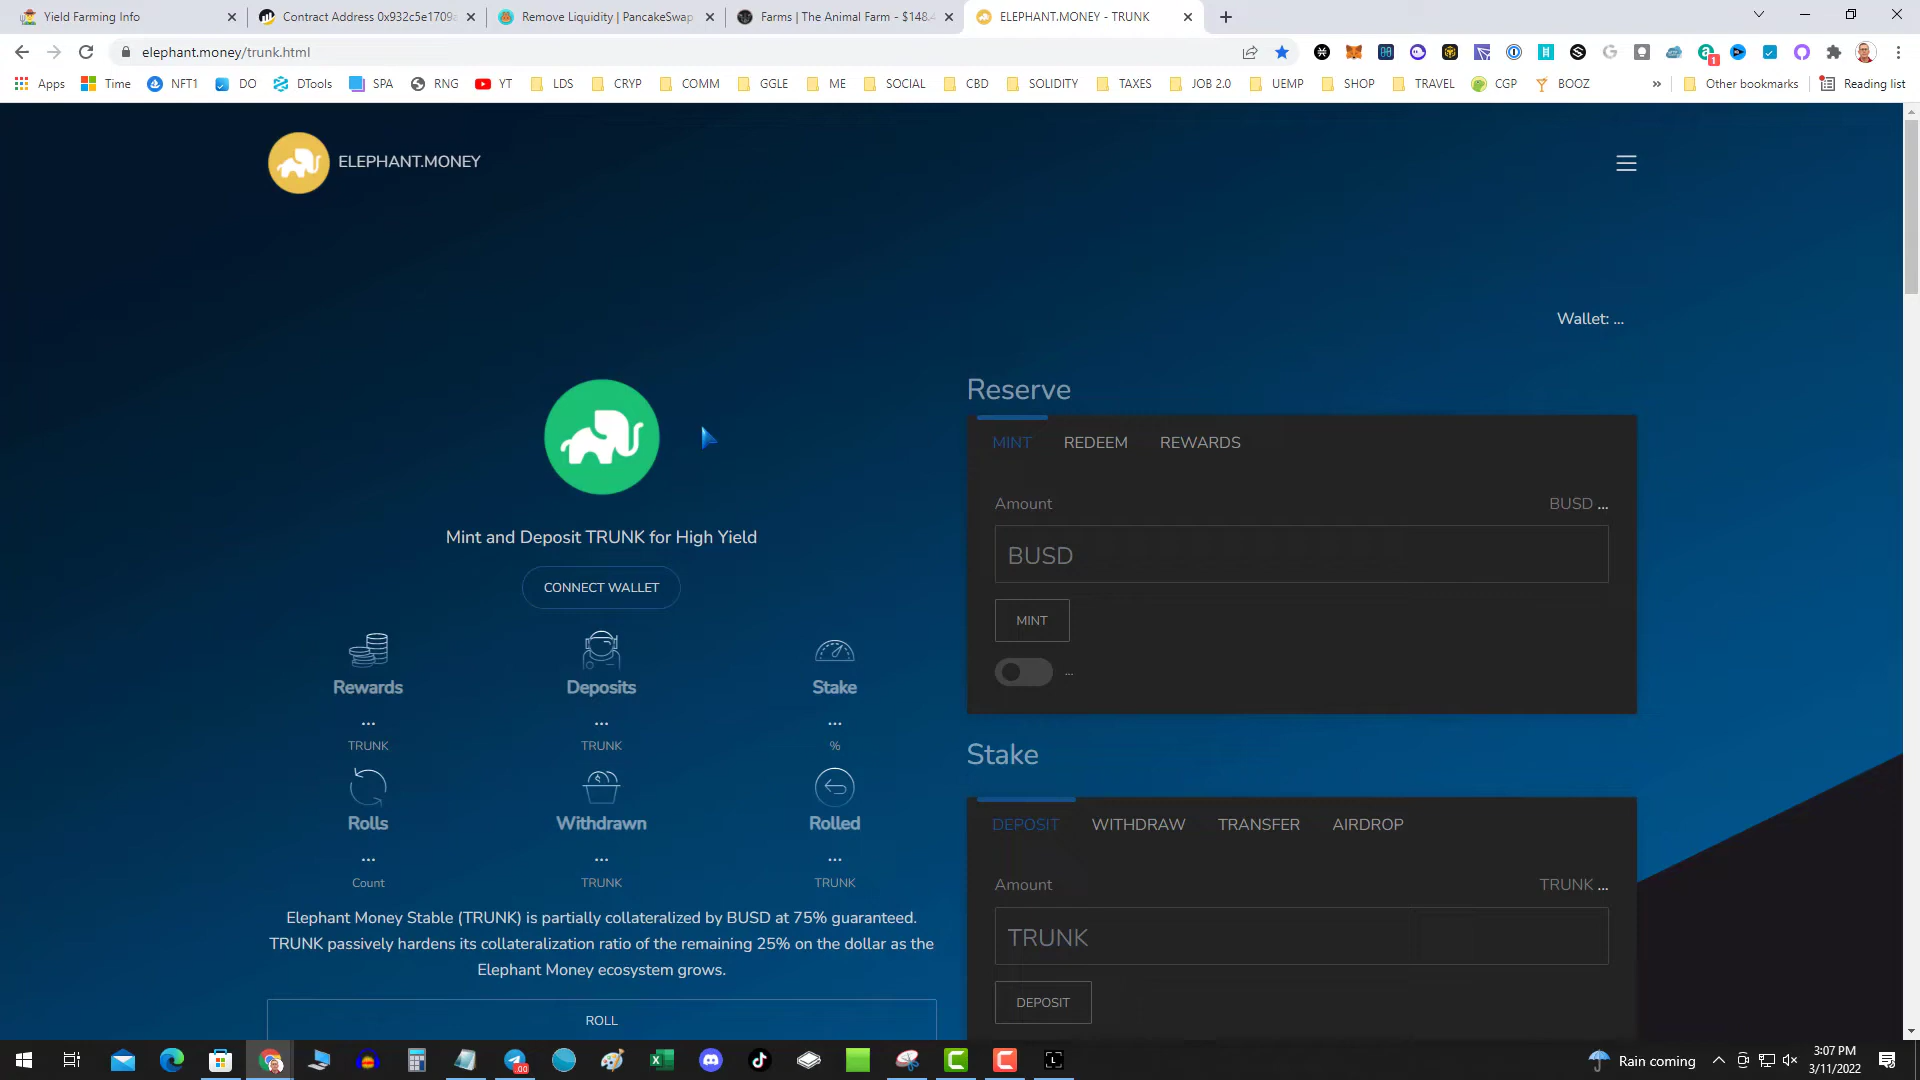 Yield Farming Info
Contract Address 0x932c5e1709
Remove Liquidity | PancakeSwap
Farms | The Animal Farm - $148.
ELEPHANT.MONEY - TRUNK
elephant.money/trunk.html
1
Apps
Time
NFT1
DO
DTools
SPA
RNG
YT
LDS
CRYP
COMM
GGLE
ME
SOCIAL
CBD
SOLIDITY
TAXES
JOB 2.0
UEMP
SHOP
TRAVEL
CGP
BOOZ
»
Other bookmarks
Reading list
ELEPHANT.MONEY
Wallet: ...
Mint and Deposit TRUNK for High Yield
CONNECT WALLET
Rewards
...
TRUNK
Deposits
...
TRUNK
Stake
...
%
Rolls
...
Count
Withdrawn
...
TRUNK
Rolled
...
TRUNK
Elephant Money Stable (TRUNK) is partially collateralized by BUSD at 75% guaranteed.
TRUNK passively hardens its collateralization ratio of the remaining 25% on the dollar as the
Elephant Money ecosystem grows.
ROLL
Reserve
MINT REDEEM REWARDS
Amount BUSD ...
BUSD
MINT
...
Stake
DEPOSIT WITHDRAW TRANSFER AIRDROP
Amount TRUNK ...
TRUNK
DEPOSIT
Rain coming
3:07 PM
3/11/2022